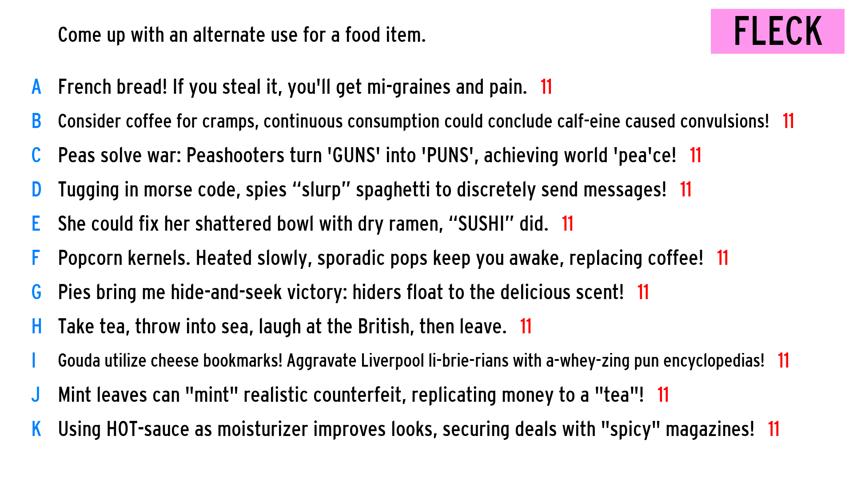 Come up with an alternate use for a food item.
FLECK
A French bread! If you steal it, you'll get mi-graines and pain. 11
B Consider coffee for cramps, continuous consumption could conclude calf-eine caused convulsions! 11
C Peas solve war: Peashooters turn 'GUNS' into 'PUNS', achieving world 'pea'ce! 11
D Tugging in morse code, spies “slurp” spaghetti to discretely send messages! 11
E She could fix her shattered bowl with dry ramen, “SUSHI” did. 11
F Popcorn kernels. Heated slowly, sporadic pops keep you awake, replacing coffee! 11
G Pies bring me hide-and-seek victory: hiders float to the delicious scent! 11
H Take tea, throw into sea, laugh at the British, then leave. 11
I Gouda utilize cheese bookmarks! Aggravate Liverpool li-brie-rians with a-whey-zing pun encyclopedias! 11
J Mint leaves can "mint" realistic counterfeit, replicating money to a "tea"! 11
K Using HOT-sauce as moisturizer improves looks, securing deals with "spicy" magazines! 11